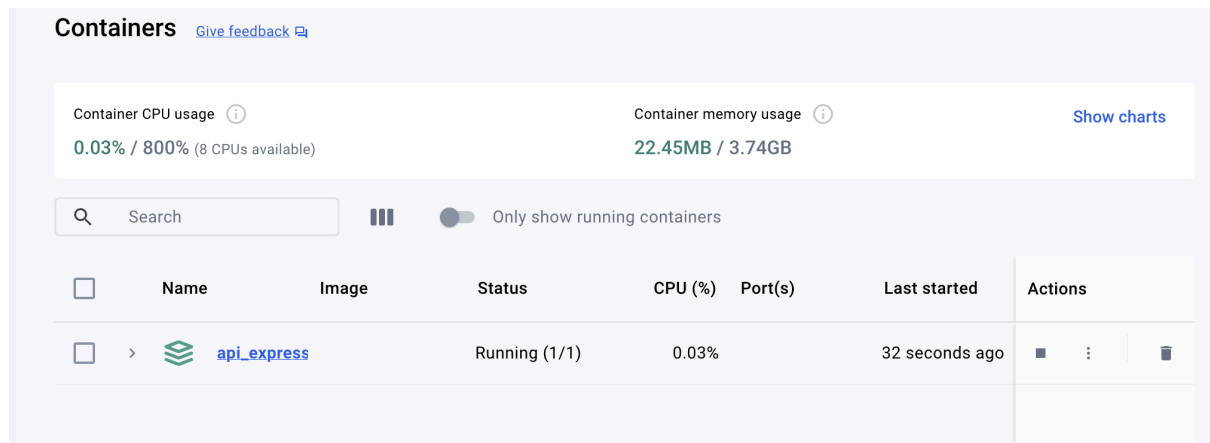 Containers Give feedback
Container CPU usage
0.03% / 800% (8 CPUs available)
Container memory usage
22.45MB / 3.74GB
Show charts
Search
Only show running containers
Name Image Status CPU (%) Port(s) Last started Actions
api_express Running (1/1) 0.03% 32 seconds ago